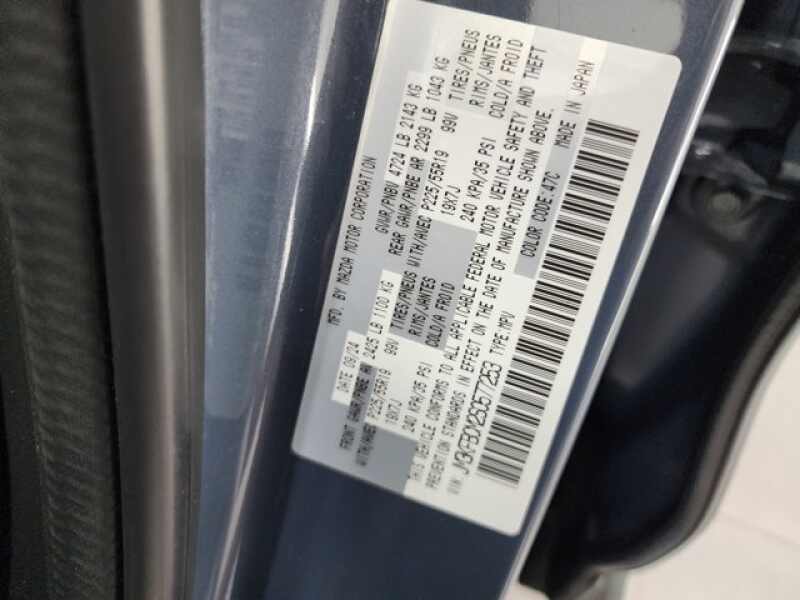 MFD. BY MAZDA MOTOR CORPORATION
DATE 09/24 GVWR/PNBV 4724 LB 2143 KG
FRONT GAWR/PNBE AV 2425 LB 1100 KG REAR GAWR/PNBE AR 2299 LB 1043 KG
WITH/AVEC P225/55R19 99V TIRES/PNEUS WITH/AVEC P225/55R19 99V TIRES/PNEUS
19X7J RIMS/JANTES 19X7J RIMS/JANTES
240 KPA/35 PSI COLD/A FROID 240 KPA/35 PSI COLD/A FROID
THIS VEHICLE CONFORMS TO ALL APPLICABLE FEDERAL MOTOR VEHICLE SAFETY AND THEFT
PREVENTION STANDARDS IN EFFECT ON THE DATE OF MANUFACTURE SHOWN ABOVE.
VIN: TYPE:MPV COLOR CODE:47C MADE IN JAPAN